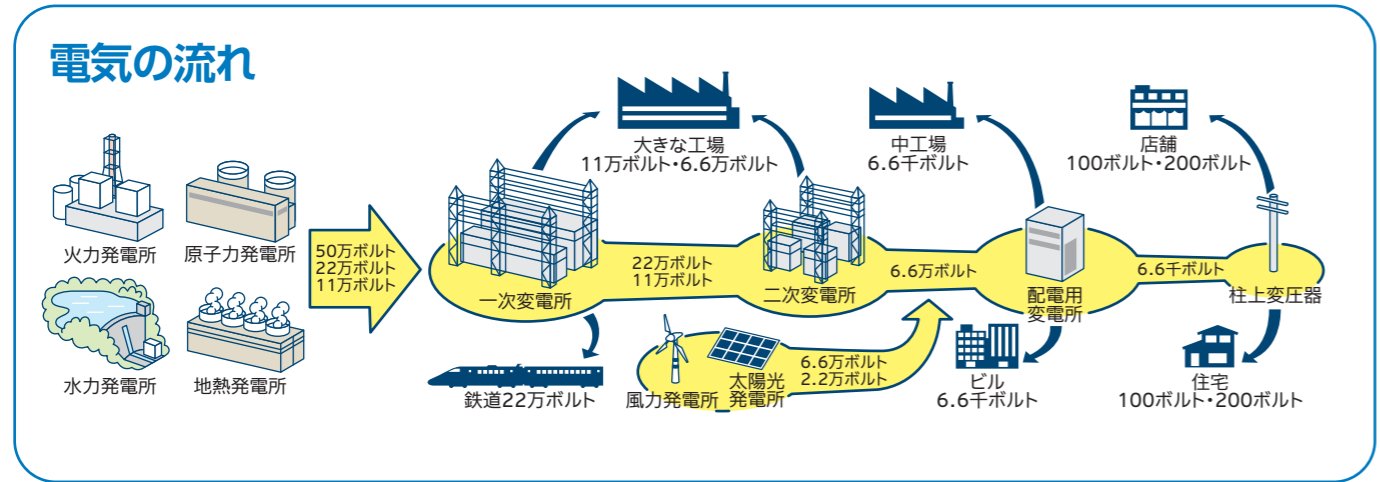 電気の流れ
火力発電所
原子力発電所
水力発電所
地熱発電所
50万ボルト
22万ボルト
11万ボルト
一次変電所
大きな工場
11万ボルト・6.6万ボルト
鉄道22万ボルト
22万ボルト
11万ボルト
二次変電所
風力発電所
太陽光
発電所
6.6万ボルト
2.2万ボルト
6.6万ボルト
中工場
6.6千ボルト
配電用
変電所
ビル
6.6千ボルト
6.6千ボルト
店舗
100ボルト・200ボルト
柱上変圧器
住宅
100ボルト・200ボルト